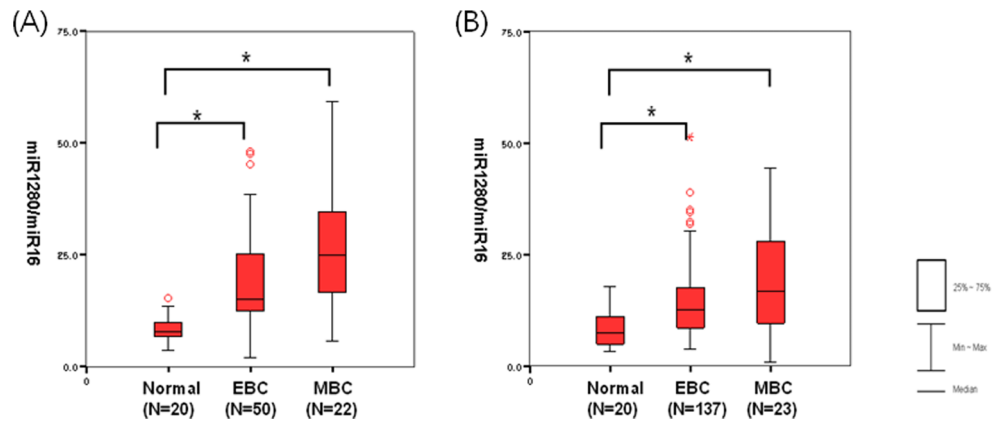 (A)
75.0
50.0
25.0
0.0
0
miR1280/miR16
*
*
Normal
(N=20)
EBC
(N=50)
MBC
(N=22)
(B)
75.0
50.0
25.0
0.0
0
miR1280/miR16
*
*
Normal
(N=20)
EBC
(N=137)
MBC
(N=23)
25% ~ 75%
Min ~ Max
Median